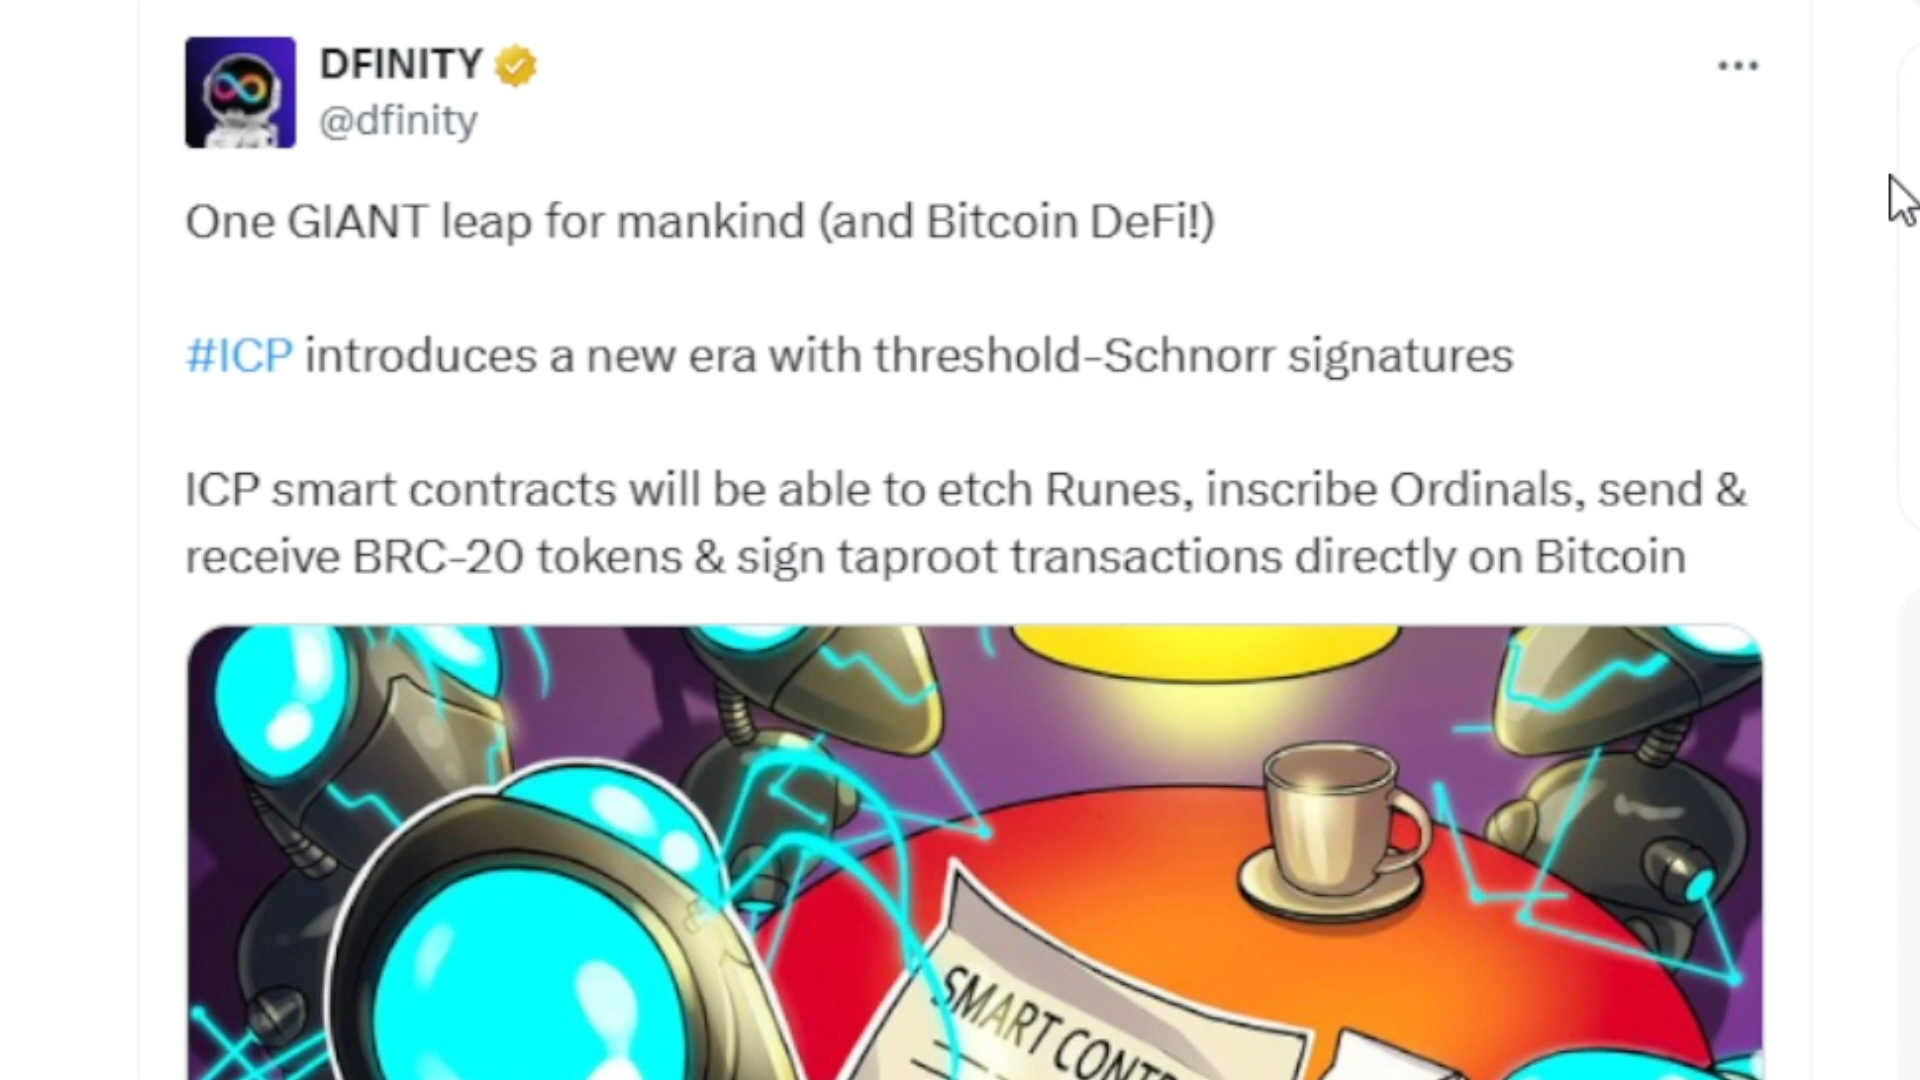 DFINITY
@dfinity
One GIANT leap for mankind (and Bitcoin DeFi!)
#ICP introduces a new era with threshold-Schnorr signatures
ICP smart contracts will be able to etch Runes, inscribe Ordinals, send &
receive BRC-20 tokens & sign taproot transactions directly on Bitcoin
SMART CONTR